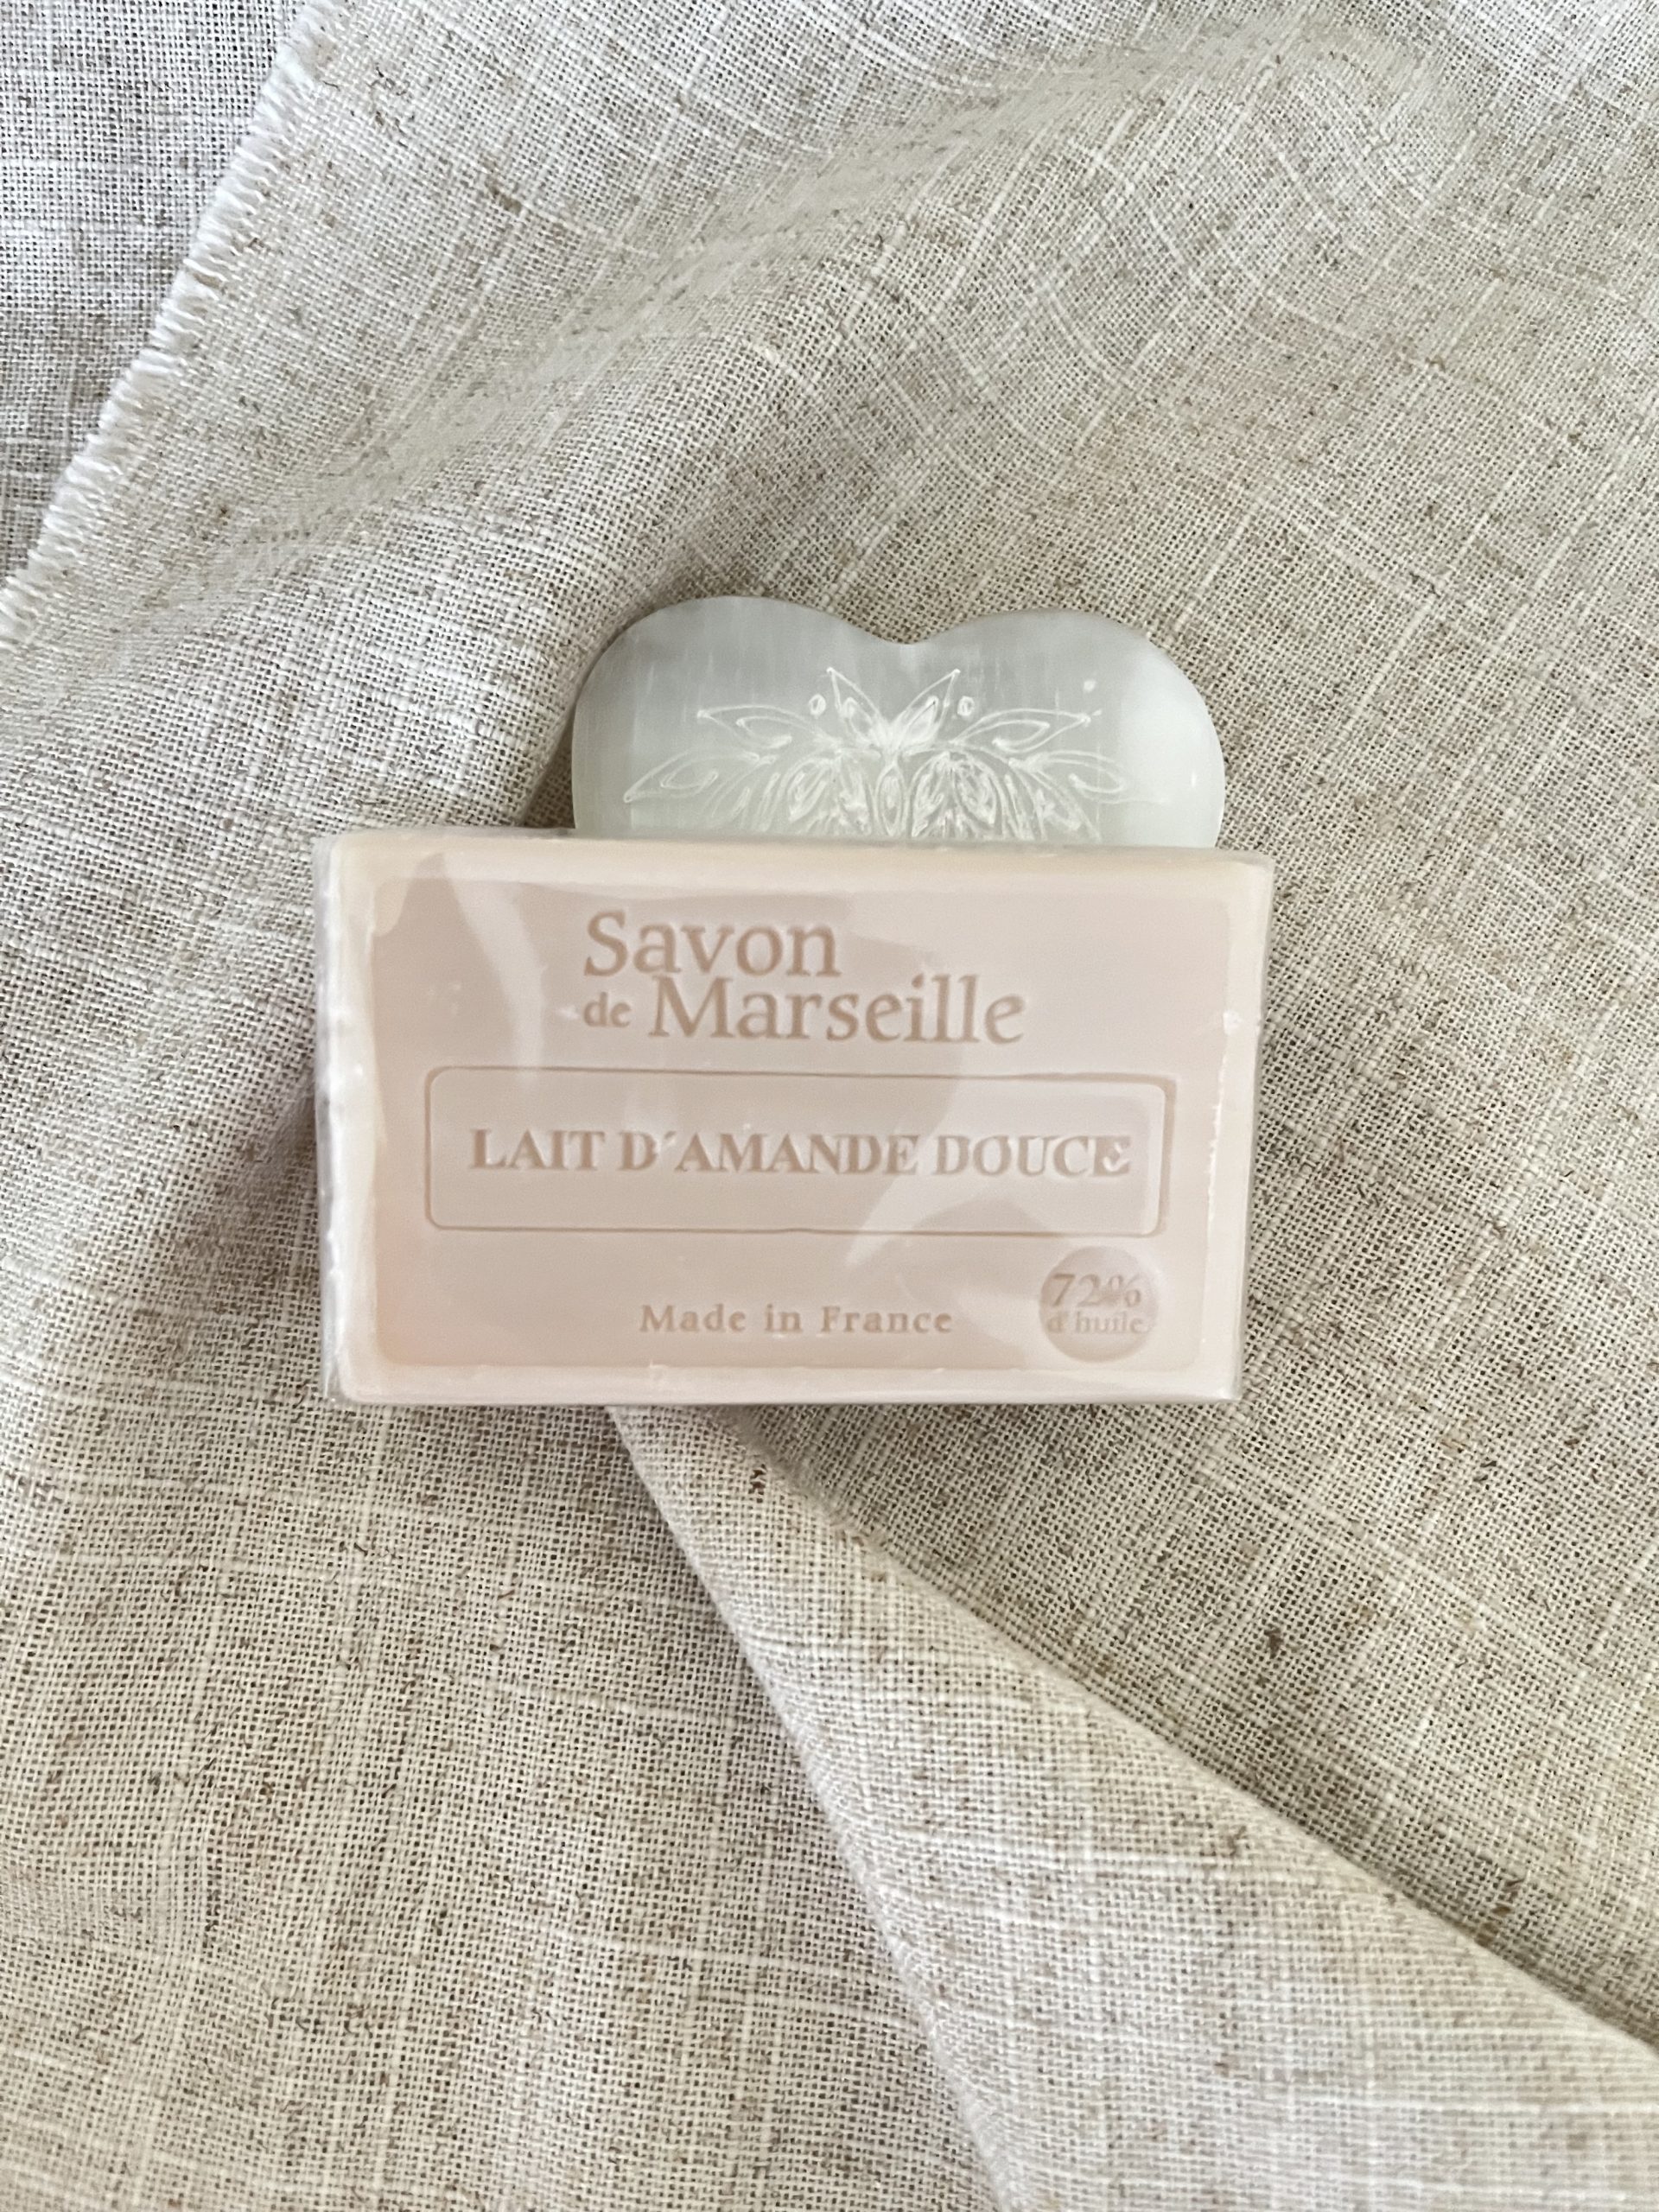 Savon
de Marseille
LAIT D'AMANDE DOUCE
Made in France
72%
d'huile